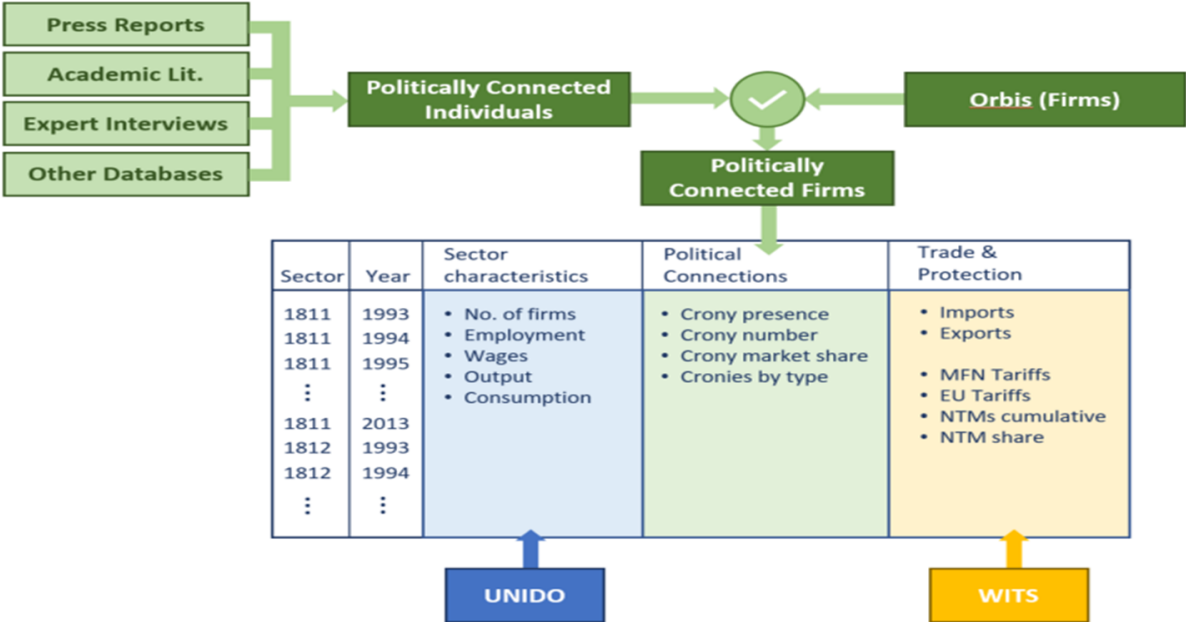 Press Reports
Academic Lit.
Expert Interviews
Other Databases
Politically Connected
Individuals
Orbis (Firms)
Politically
Connected Firms
Sector
Year
Sector
characteristics
Political
Connections
Trade &
Protection
1811 1993
1811 1994
1811 1995
⋮ ⋮
1811 2013
1812 1993
1812 1994
⋮ ⋮
• No. of firms
• Employment
• Wages
• Output
• Consumption
• Crony presence
• Crony number
• Crony market share
• Cronies by type
• Imports
• Exports
• MFN Tariffs
• EU Tariffs
• NTMs cumulative
• NTM share
UNIDO
WITS